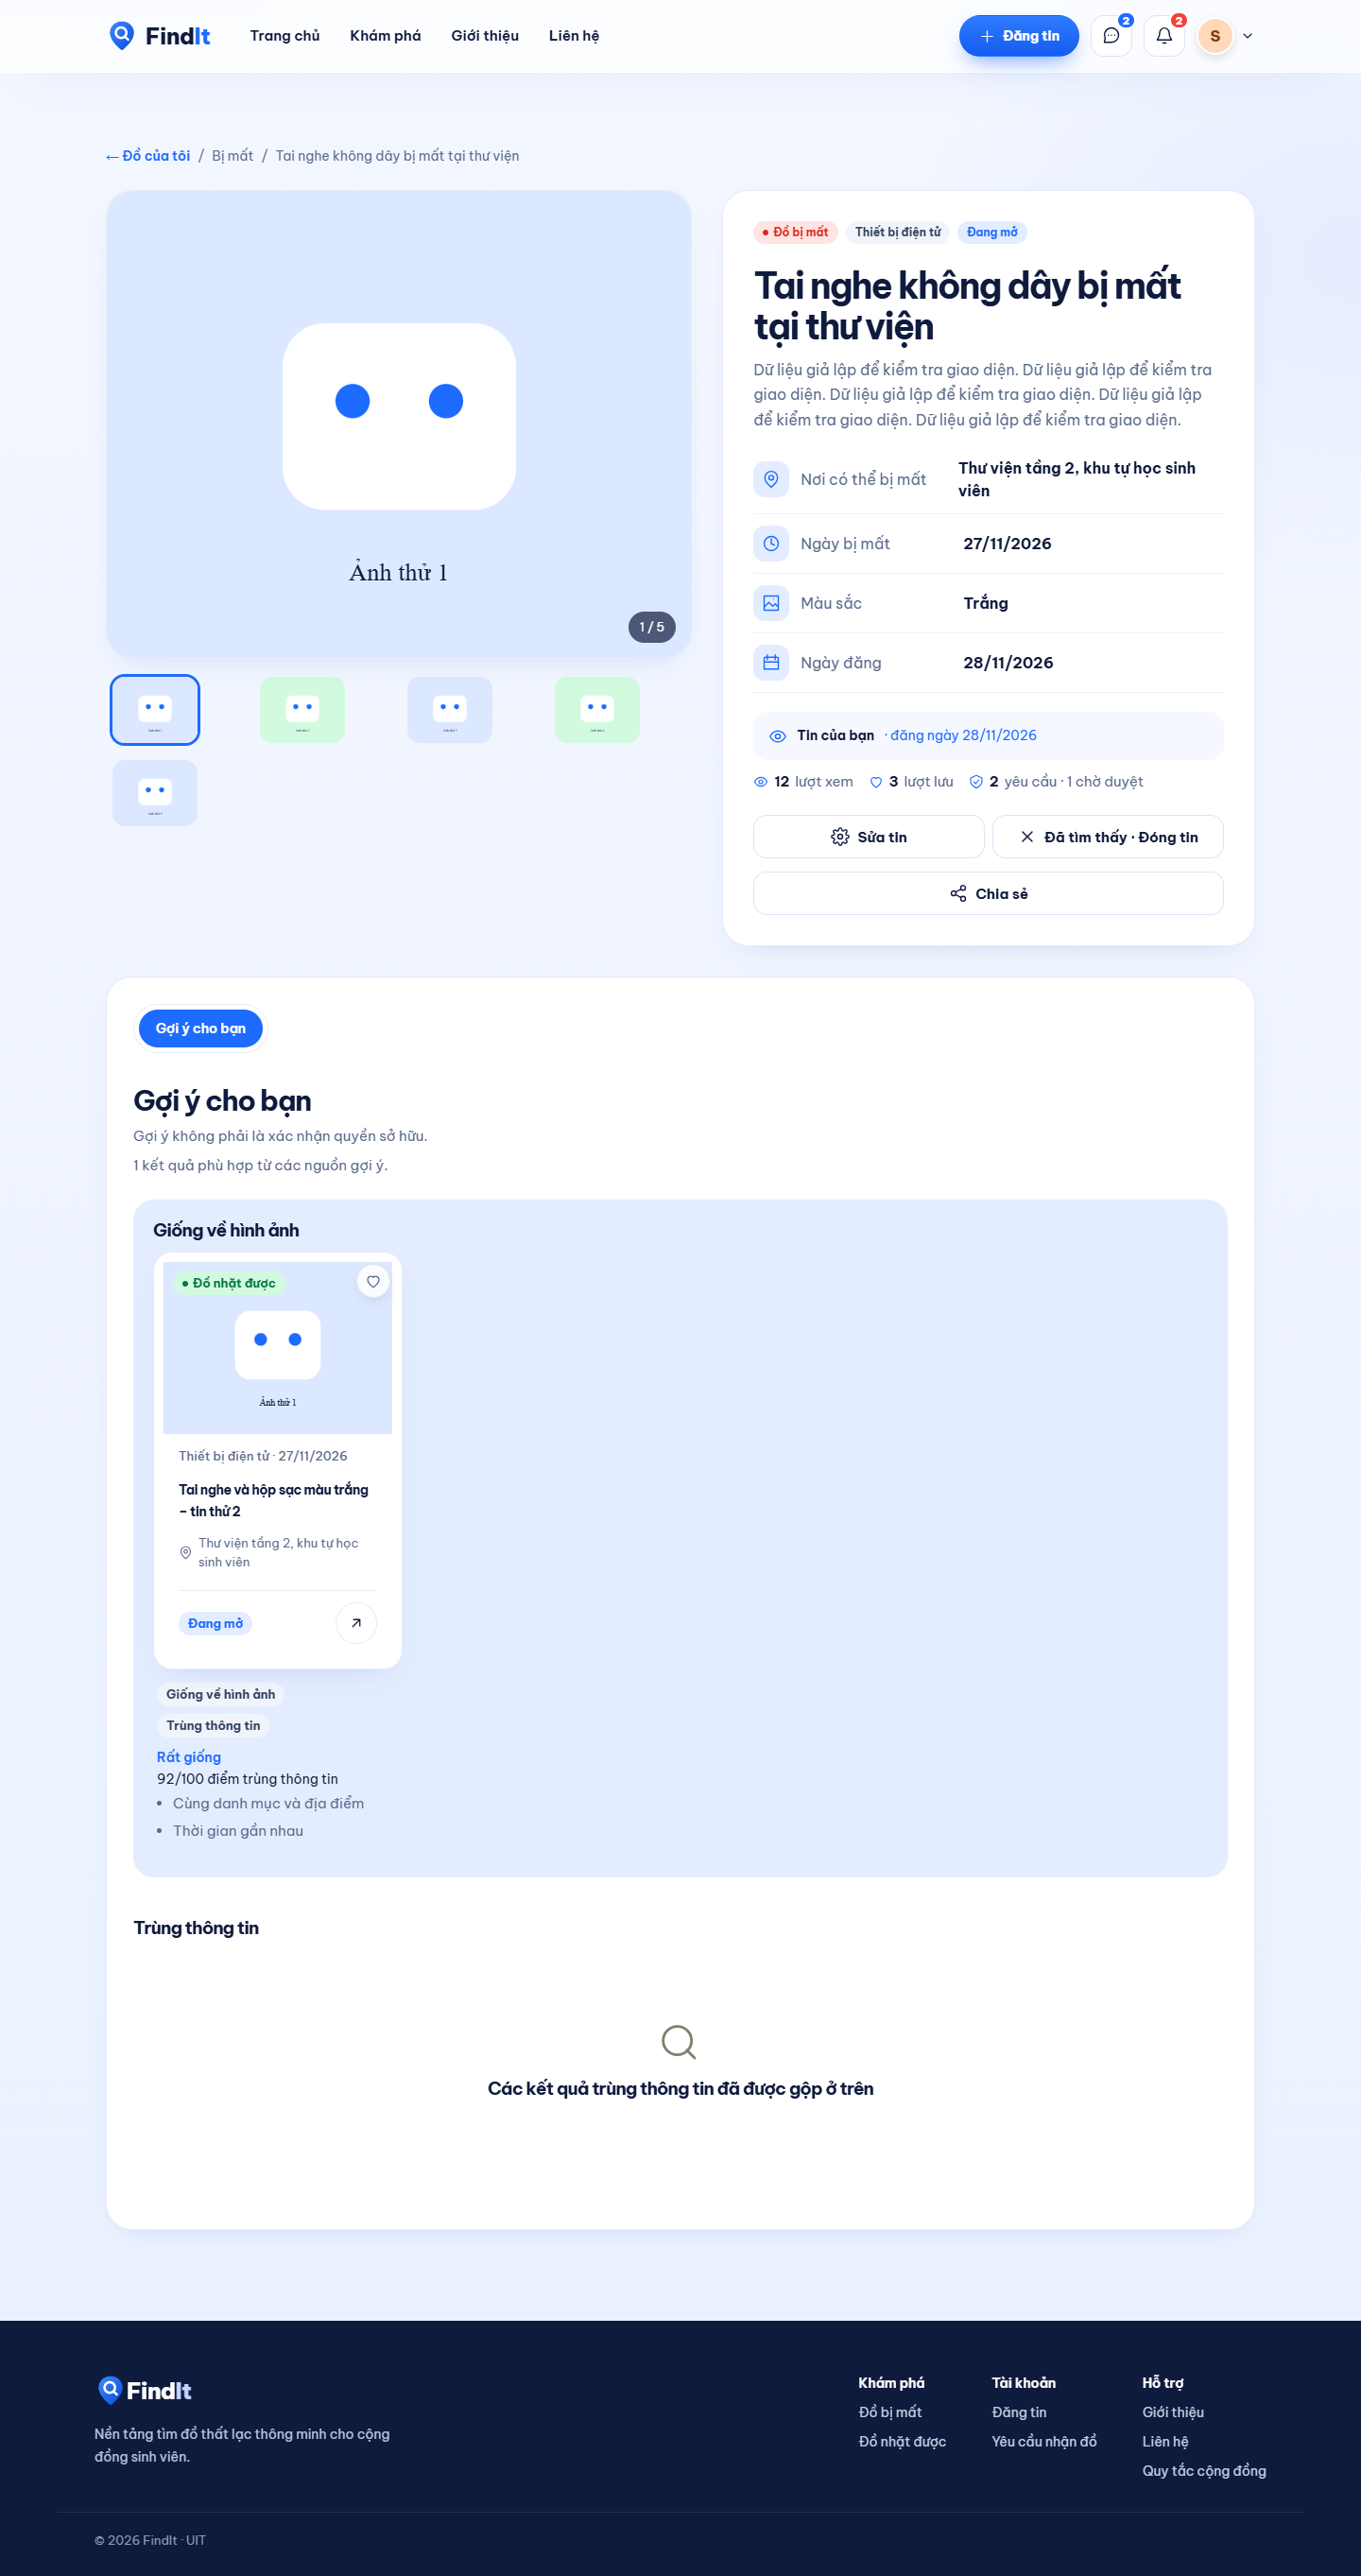 FindIt
Trang chủ
Khám phá
Giới thiệu
Liên hệ
Đăng tin
2
2
S
← Đồ của tôi / Bị mất / Tai nghe không dây bị mất tại thư viện
Ảnh thử 1
1 / 5
Đồ bị mất
Thiết bị điện tử
Đang mở
Tai nghe không dây bị mất
tại thư viện
Dữ liệu giả lập để kiểm tra giao diện. Dữ liệu giả lập để kiểm tra
giao diện. Dữ liệu giả lập để kiểm tra giao diện. Dữ liệu giả lập
để kiểm tra giao diện. Dữ liệu giả lập để kiểm tra giao diện.
Nơi có thể bị mất
Thư viện tầng 2, khu tự học sinh
viên
Ngày bị mất
27/11/2026
Màu sắc
Trắng
Ngày đăng
28/11/2026
Tin của bạn · đăng ngày 28/11/2026
12 lượt xem
3 lượt lưu
2 yêu cầu · 1 chờ duyệt
Sửa tin
Đã tìm thấy · Đóng tin
Chia sẻ
Gợi ý cho bạn
Gợi ý cho bạn
Gợi ý không phải là xác nhận quyền sở hữu.
1 kết quả phù hợp từ các nguồn gợi ý.
Giống về hình ảnh
Đồ nhặt được
Ảnh thử 1
Thiết bị điện tử · 27/11/2026
Tai nghe và hộp sạc màu trắng
– tin thử 2
Thư viện tầng 2, khu tự học
sinh viên
Đang mở
Giống về hình ảnh
Trùng thông tin
Rất giống
92/100 điểm trùng thông tin
Cùng danh mục và địa điểm
Thời gian gần nhau
Trùng thông tin
Các kết quả trùng thông tin đã được gộp ở trên
FindIt
Nền tảng tìm đồ thất lạc thông minh cho cộng
đồng sinh viên.
Khám phá
Đồ bị mất
Đồ nhặt được
Tài khoản
Đăng tin
Yêu cầu nhận đồ
Hỗ trợ
Giới thiệu
Liên hệ
Quy tắc cộng đồng
© 2026 FindIt · UIT